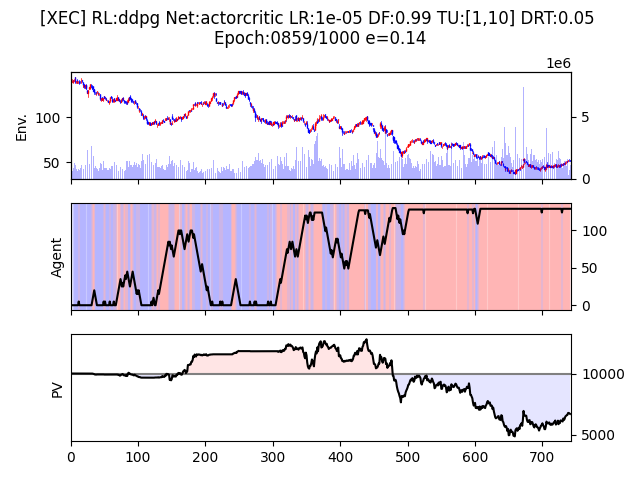 [XEC] RL:ddpg Net:actorcritic LR:1e-05 DF:0.99 TU:[1,10] DRT:0.05
Epoch:0859/1000 e=0.14
1e6
Env.
100
50
5
0
Agent
100
50
0
PV
10000
5000
0 100 200 300 400 500 600 700